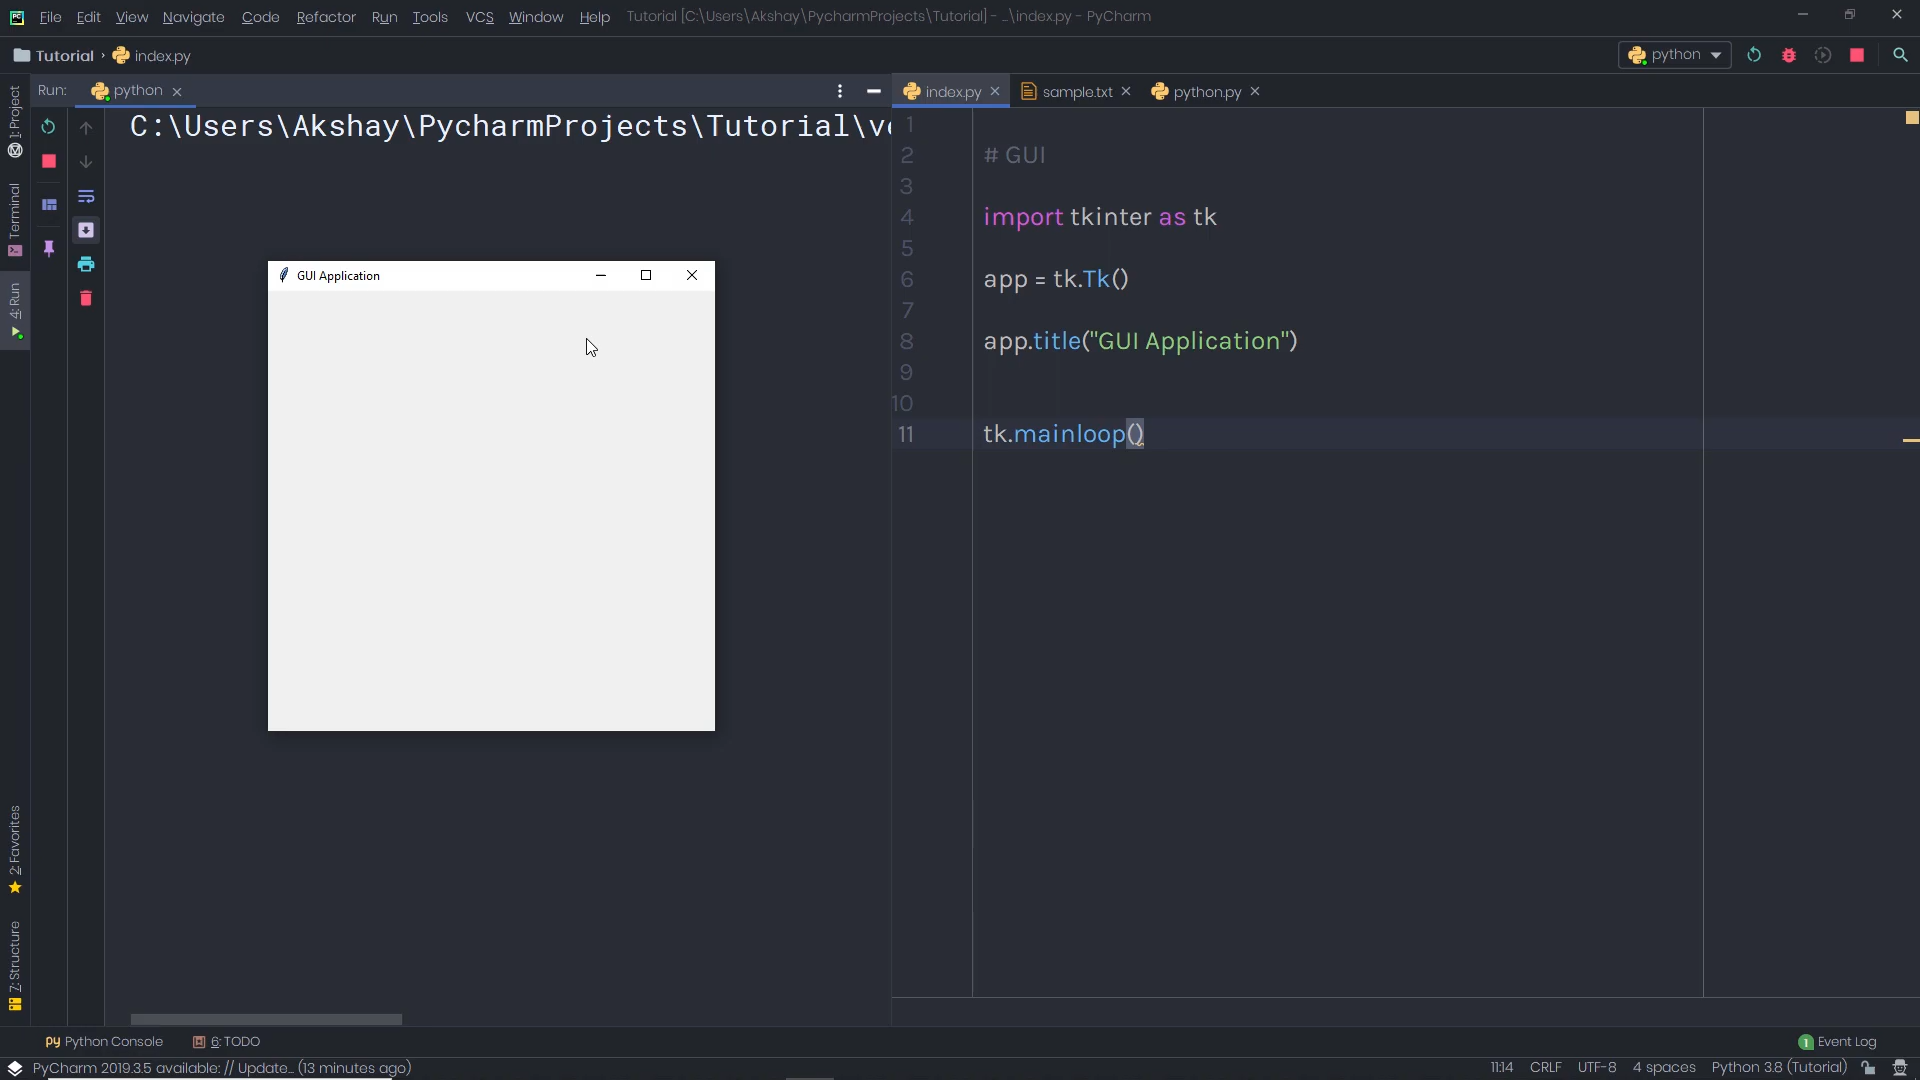 PC File Edit View Navigate Code Refactor Run Tools VCS Window Help Tutorial [C:\Users\Akshay\PycharmProjects\Tutorial] - ...\index.py - PyCharm
Tutorial › index.py python
Run: python
index.py sample.txt python.py
1: Project
Terminal
4: Run
2: Favorites
7: Structure
C:\Users\Akshay\PycharmProjects\Tutorial\ve
GUI Application
1
2 # GUI
3
4 import tkinter as tk
5
6 app = tk.Tk()
7
8 app.title("GUI Application")
9
10
11 tk.mainloop()
Python Console 6: TODO 1 Event Log
PyCharm 2019.3.5 available: // Update... (13 minutes ago) 11:14 CRLF UTF-8 4 spaces Python 3.8 (Tutorial)